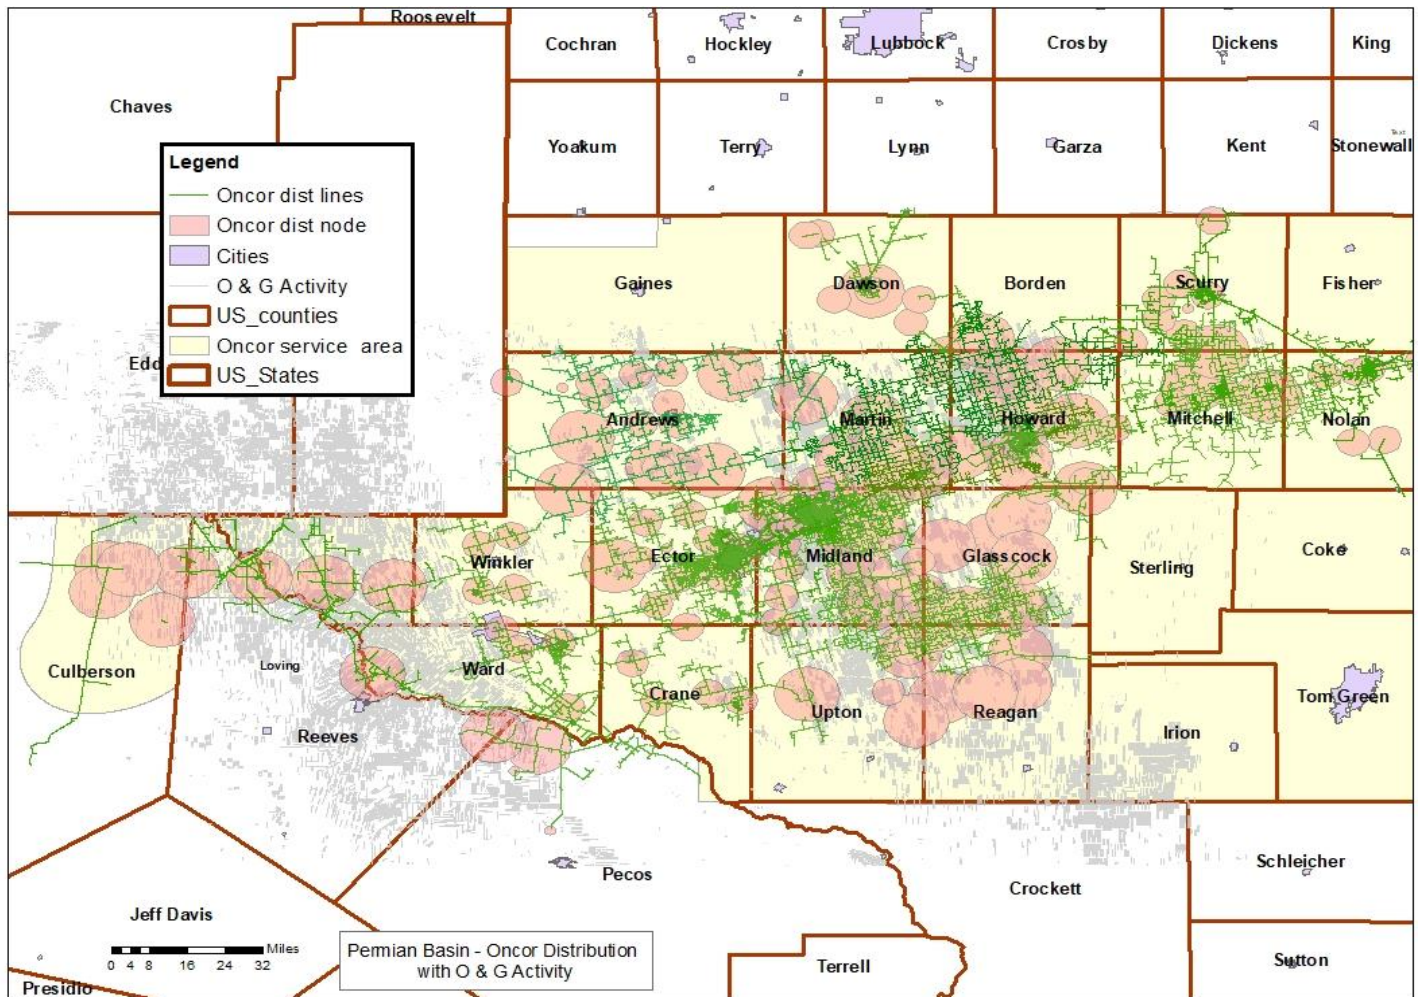 Roosevelt
Cochran
Hockley
Lubbock
Crosby
Dickens
King
Chaves
Yoakum
Terry
Lynn
Garza
Kent
Text
Stonewall
Legend
Oncor dist lines
Oncor dist node
Cities
O & G Activity
US_counties
Oncor service area
US_States
Gaines
Dawson
Borden
Scurry
Fisher
Edd
Andrews
Martin
Howard
Mitchell
Nolan
Winkler
Ector
Midland
Glasscock
Sterling
Coke
Culberson
Loving
Ward
Crane
Upton
Reagan
Irion
Tom Green
Reeves
Pecos
Crockett
Schleicher
Jeff Davis
Miles
0 4 8 16 24 32
Permian Basin - Oncor Distribution
with O & G Activity
Terrell
Sutton
Presidio